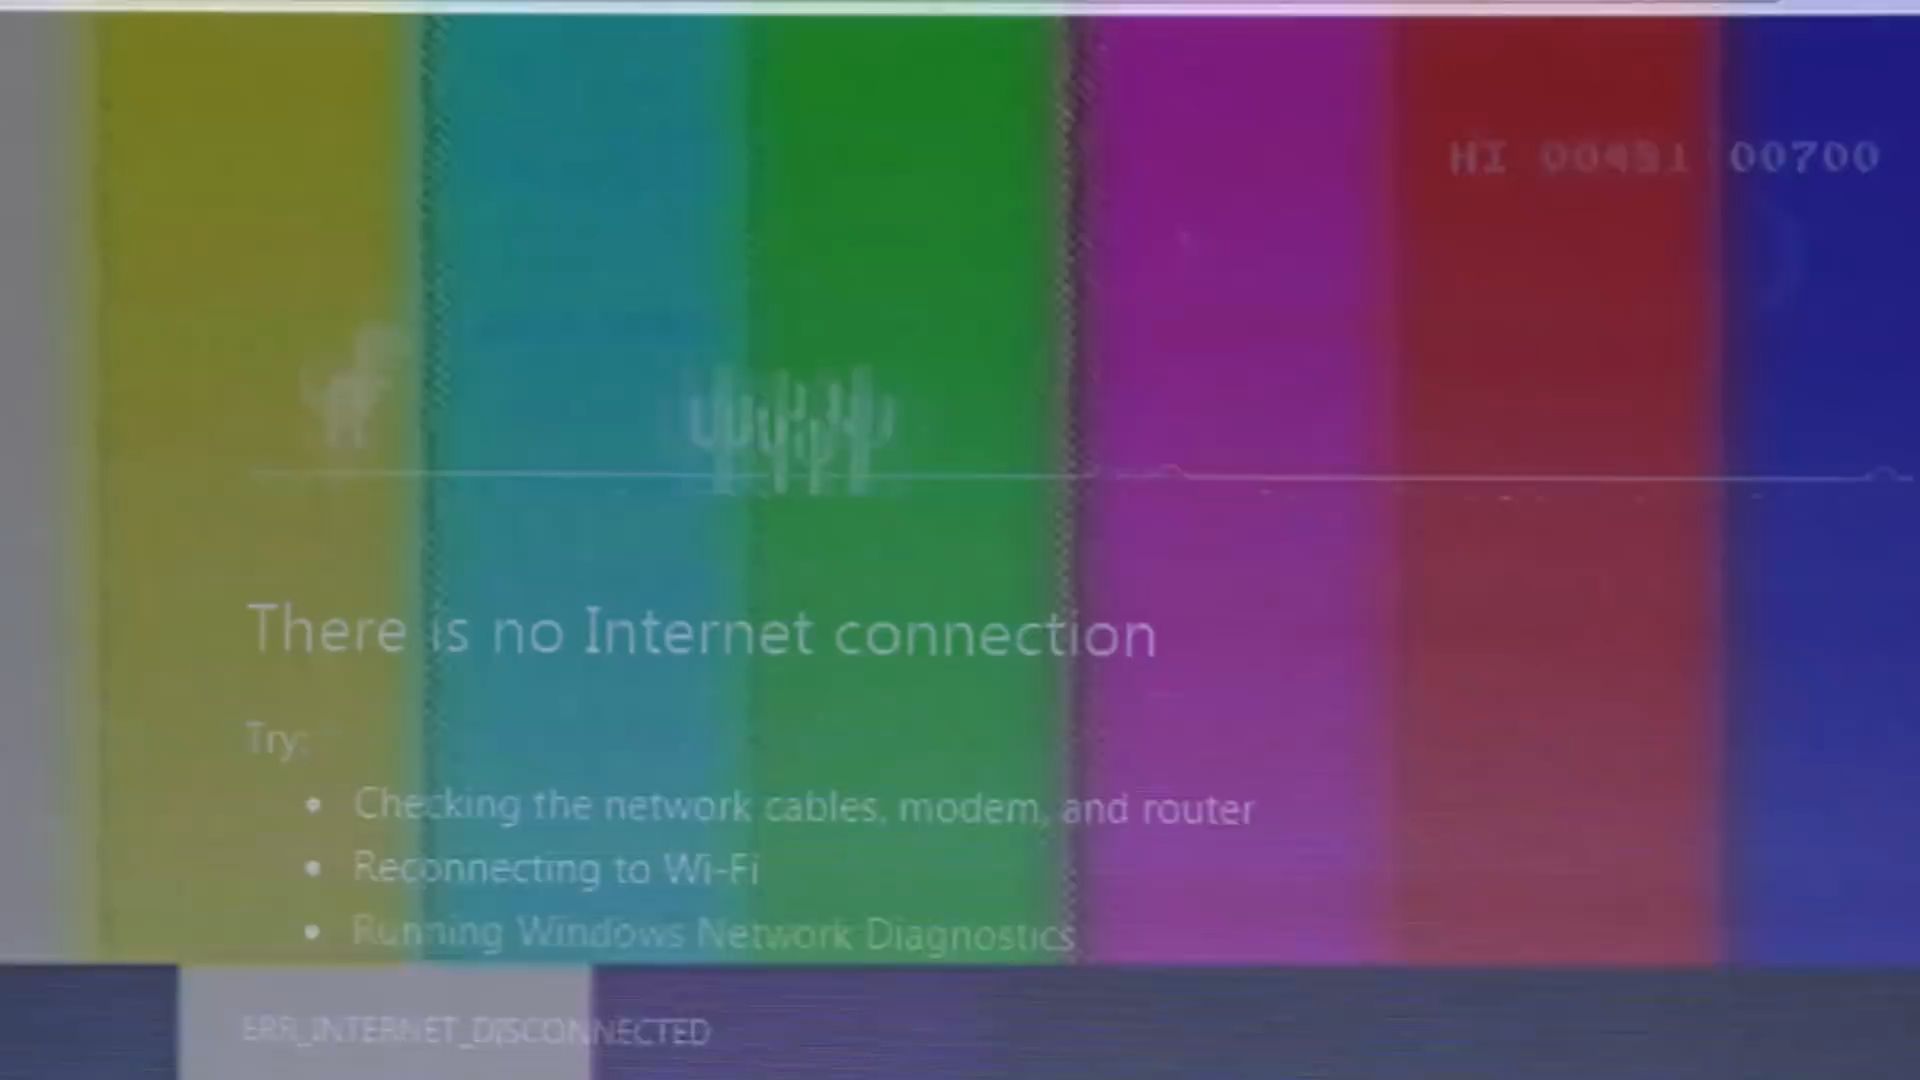 HI 00431 00700
There is no Internet connection
Try:
Checking the network cables, modem, and router
Reconnecting to Wi-Fi
Running Windows Network Diagnostics
ERR_INTERNET_DISCONNECTED